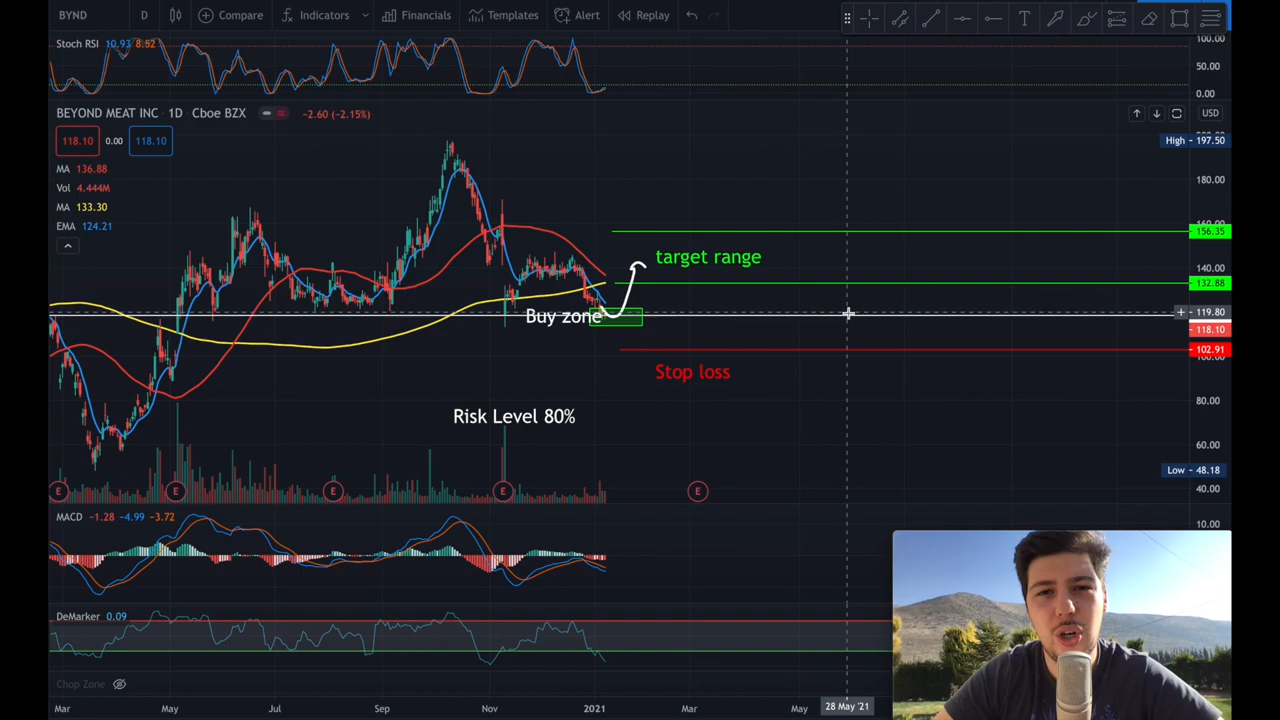 BYND D Compare Indicators Financials Templates Alert Replay
Stoch RSI 10.93 8.52
100.00
50.00
0.00
BEYOND MEAT INC · 1D · Cboe BZX −2.60 (−2.15%)
USD
118.10 0.00 118.10
High 197.50
MA 136.88
180.00
Vol 4.444M
MA 133.30
160.00
EMA 124.21
156.35
target range
140.00
132.88
Buy zone
119.80
118.10
102.91
100.00
Stop loss
80.00
Risk Level 80%
60.00
Low 48.18
40.00
E E E E E
MACD −1.28 −4.99 −3.72
10.00
DeMarker 0.09
Chop Zone
Mar May Jul Sep Nov 2021 Mar May 28 May '21